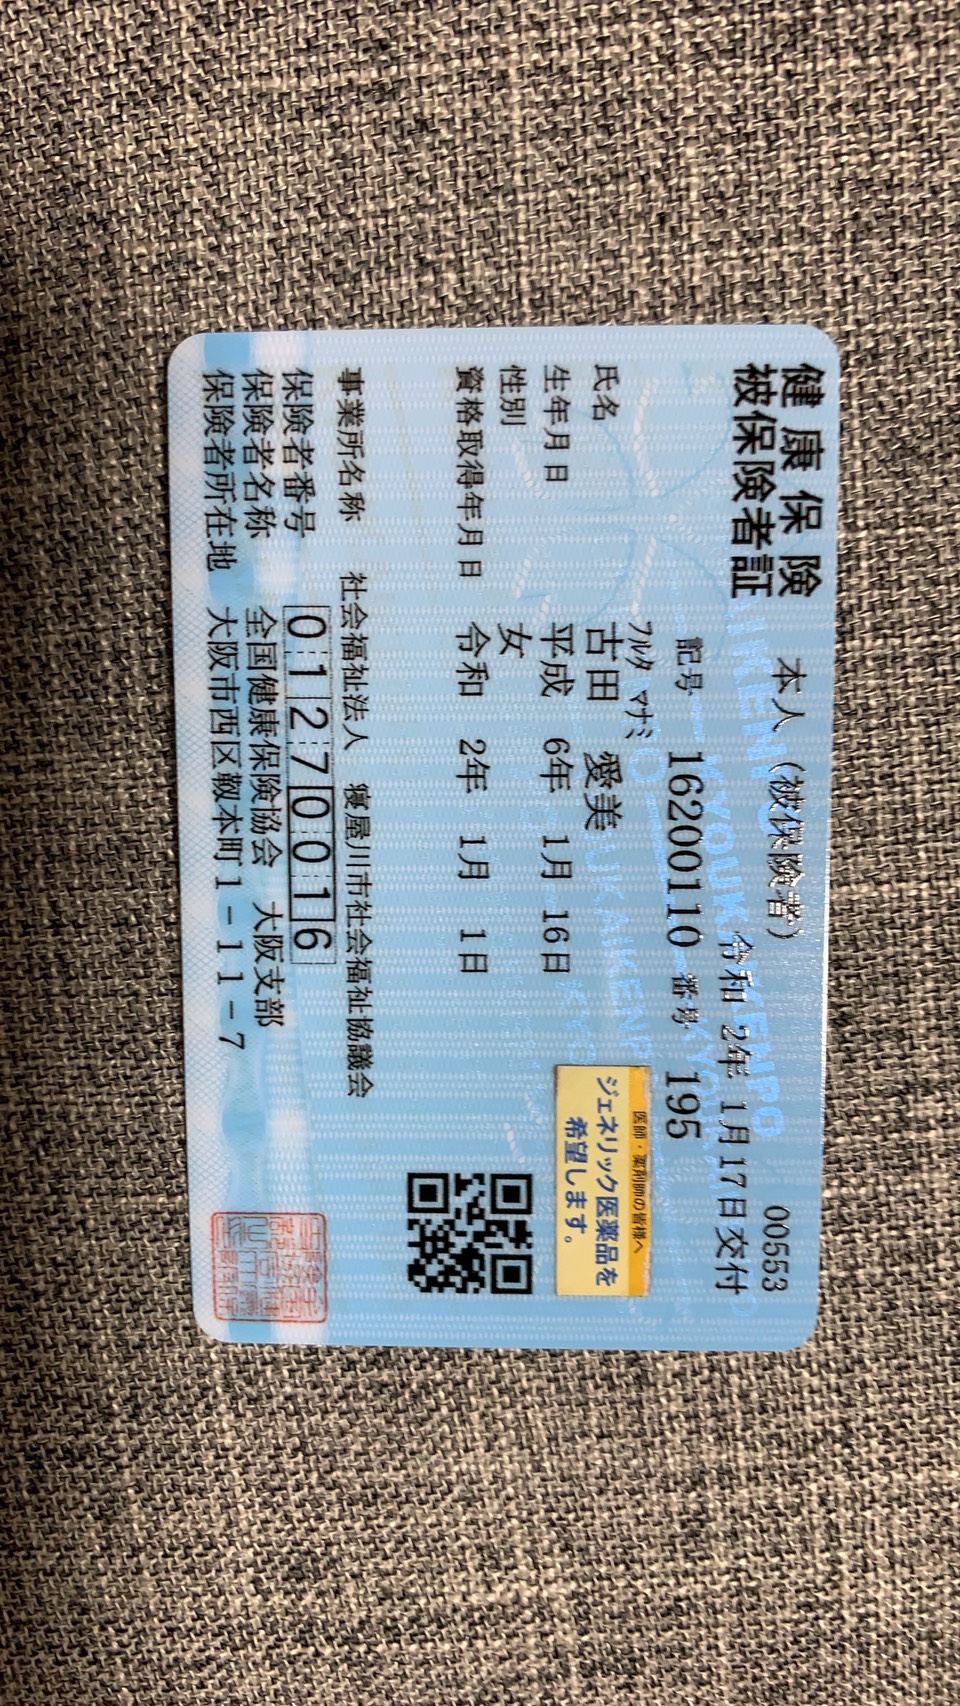 健康保険
被保険者証
本人（被保険者）
00553
令和 2年 1月17日交付
記号 16200110 番号 195
ﾌﾙﾀ ﾏﾅﾐ
氏名 古田 愛美
生年月日 平成 6年 1月 16日
性別 女
資格取得年月日 令和 2年 1月 1日
医師・薬剤師の皆様へ
ジェネリック医薬品を
希望します。
事業所名称 社会福祉法人 寝屋川市社会福祉協議会
保険者番号 01270016
保険者名称 全国健康保険協会 大阪支部
保険者所在地 大阪市西区靱本町1-11-7